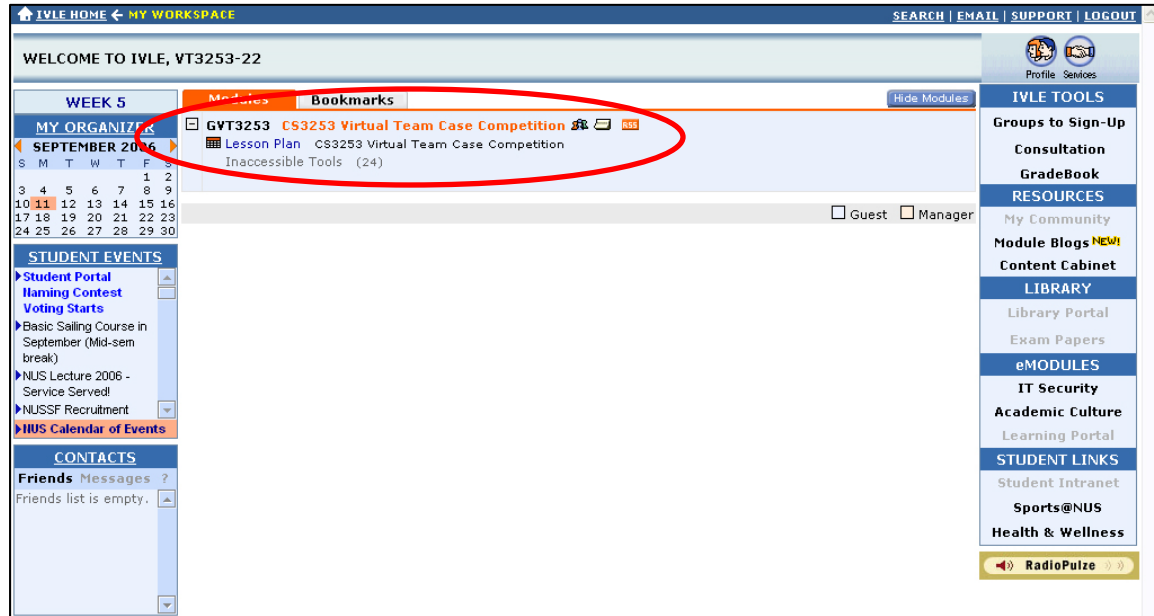 IVLE HOME ← MY WORKSPACE
SEARCH | EMAIL | SUPPORT | LOGOUT
WELCOME TO IVLE, VT3253-22
Profile Services
WEEK 5
MY ORGANIZER
SEPTEMBER 2006
S M T W T F S
1 2
3 4 5 6 7 8 9
10 11 12 13 14 15 16
17 18 19 20 21 22 23
24 25 26 27 28 29 30
STUDENT EVENTS
Student Portal
Naming Contest
Voting Starts
Basic Sailing Course in
September (Mid-sem
break)
NUS Lecture 2006 -
Service Served!
NUSSF Recruitment
NUS Calendar of Events
CONTACTS
Friends Messages ?
Friends list is empty.
Modules Bookmarks
Hide Modules
GVT3253 CS3253 Virtual Team Case Competition RSS
Lesson Plan CS3253 Virtual Team Case Competition
Inaccessible Tools (24)
Guest Manager
IVLE TOOLS
Groups to Sign-Up
Consultation
GradeBook
RESOURCES
My Community
Module Blogs NEW!
Content Cabinet
LIBRARY
Library Portal
Exam Papers
eMODULES
IT Security
Academic Culture
Learning Portal
STUDENT LINKS
Student Intranet
Sports@NUS
Health & Wellness
RadioPulze